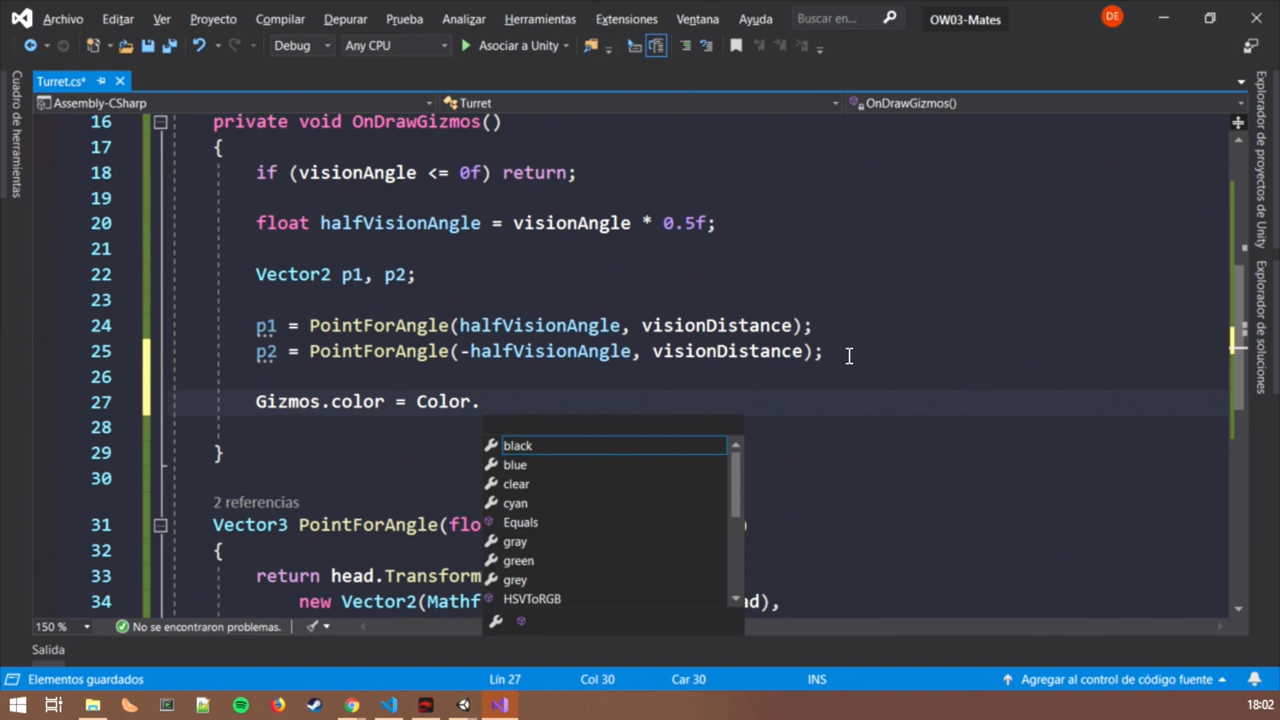 Archivo Editar Ver Proyecto Compilar Depurar Prueba Analizar Herramientas Extensiones Ventana Ayuda Buscar en... OW03-Mates DE
Debug Any CPU Asociar a Unity
Turret.cs*
Assembly-CSharp Turret OnDrawGizmos()
Cuadro de herramientas
Explorador de proyectos de Unity
Explorador de soluciones
16 private void OnDrawGizmos()
17 {
18 if (visionAngle <= 0f) return;
19
20 float halfVisionAngle = visionAngle * 0.5f;
21
22 Vector2 p1, p2;
23
24 p1 = PointForAngle(halfVisionAngle, visionDistance);
25 p2 = PointForAngle(-halfVisionAngle, visionDistance);
26
27 Gizmos.color = Color.
28
black
29 }
blue
clear
30
cyan
2 referencias
Equals
31 Vector3 PointForAngle(flo )
gray
32 {
green
33 return head.Transform
grey
34 new Vector2(Mathf ad),
HSVToRGB
150 % No se encontraron problemas.
Salida
Elementos guardados Lín 27 Col 30 Car 30 INS Agregar al control de código fuente
18:02